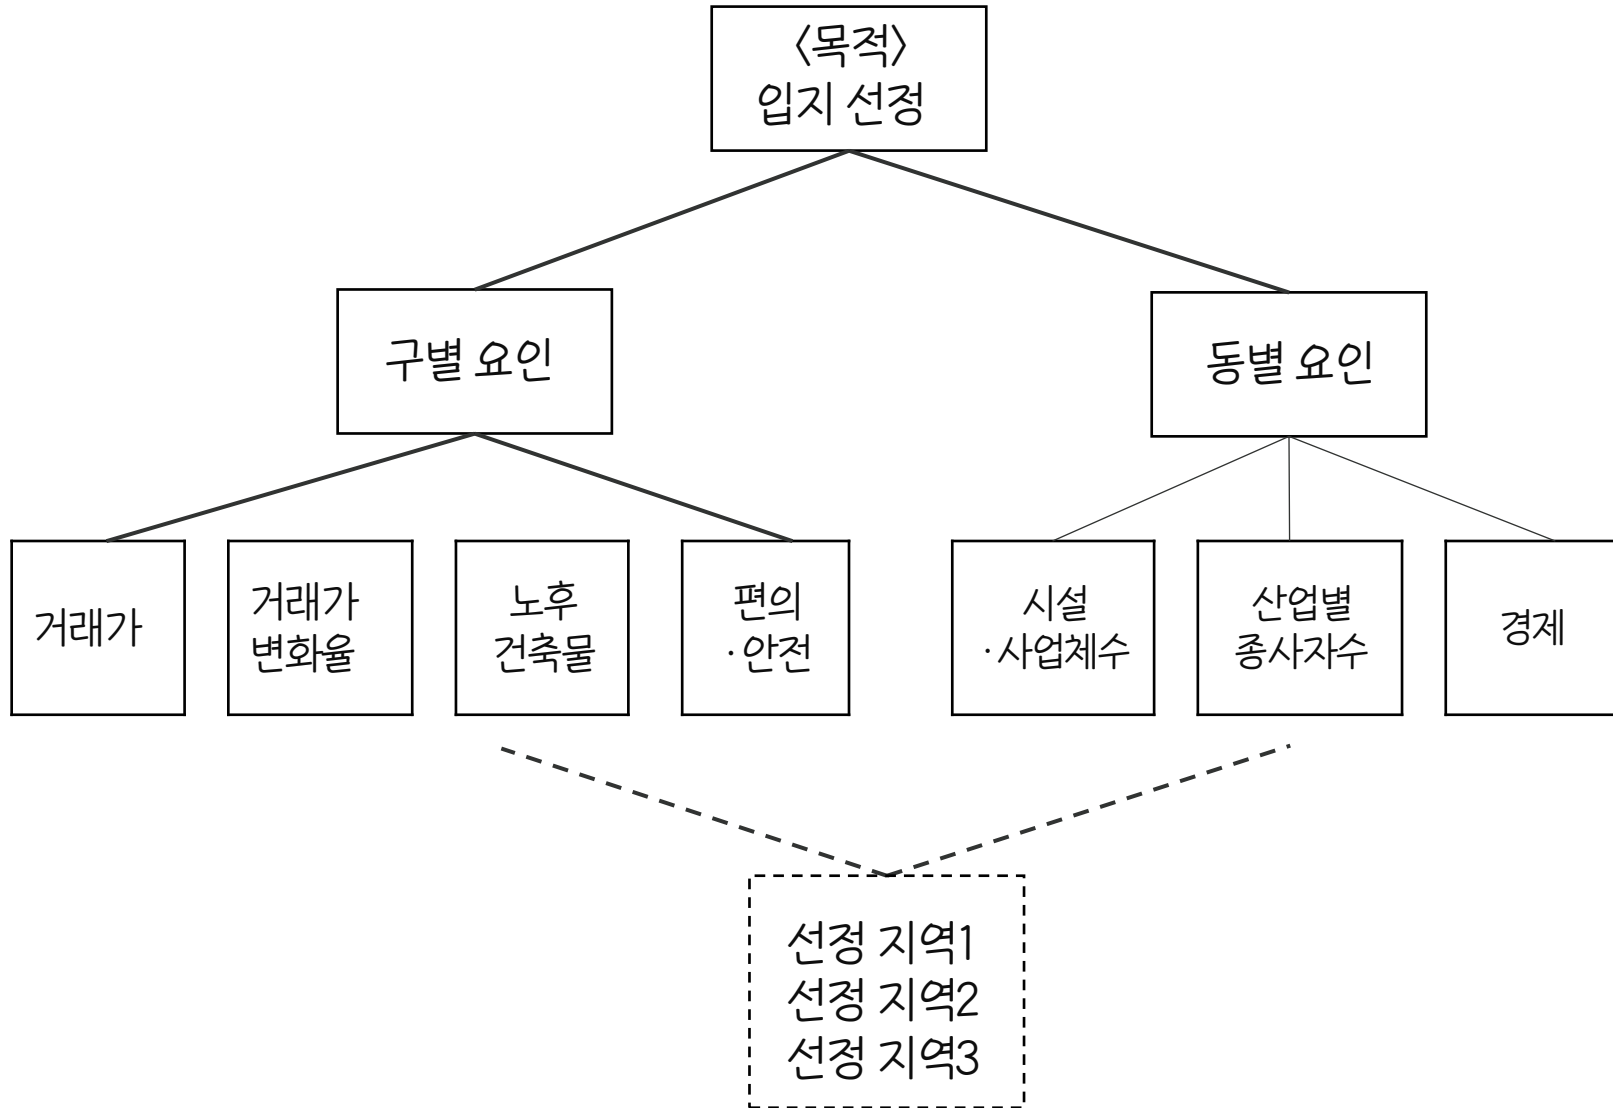 <목적>
입지 선정
구별 요인
동별 요인
거래가
거래가
변화율
노후
건축물
편의
·안전
시설
·사업체수
산업별
종사자수
경제
선정 지역1
선정 지역2
선정 지역3